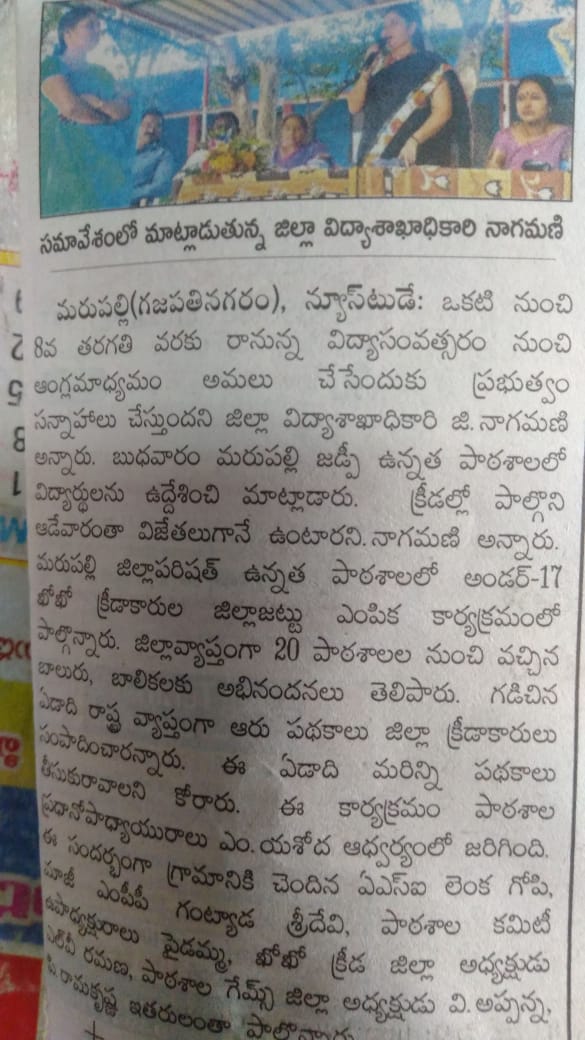 సమావేశంలో మాట్లాడుతున్న జిల్లా విద్యాశాఖాధికారి నాగమణి
మరుపల్లి(గజపతినగరం), న్యూస్‌టుడే: ఒకటి నుంచి
8వ తరగతి వరకు రానున్న విద్యాసంవత్సరం నుంచి
ఆంగ్లమాధ్యమం అమలు చేసేందుకు ప్రభుత్వం
సన్నాహాలు చేస్తుందని జిల్లా విద్యాశాఖాధికారి జి.నాగమణి
అన్నారు. బుధవారం మరుపల్లి జడ్పీ ఉన్నత పాఠశాలలో
విద్యార్థులను ఉద్దేశించి మాట్లాడారు. క్రీడల్లో పాల్గొని
ఆడేవారంతా విజేతలుగానే ఉంటారని.నాగమణి అన్నారు.
మరుపల్లి జిల్లాపరిషత్ ఉన్నత పాఠశాలలో అండర్-17
ఖోఖో క్రీడాకారుల జిల్లాజట్టు ఎంపిక కార్యక్రమంలో
పాల్గొన్నారు. జిల్లావ్యాప్తంగా 20 పాఠశాలల నుంచి వచ్చిన
బాలురు, బాలికలకు అభినందనలు తెలిపారు. గడిచిన
ఏడాది రాష్ట్ర వ్యాప్తంగా ఆరు పథకాలు జిల్లా క్రీడాకారులు
సంపాదించారన్నారు. ఈ ఏడాది మరిన్ని పథకాలు
తీసుకురావాలని కోరారు. ఈ కార్యక్రమం పాఠశాల
ప్రధానోపాధ్యాయురాలు ఎం.యశోద ఆధ్వర్యంలో జరిగింది.
ఈ సందర్భంగా గ్రామానికి చెందిన ఏఎస్ఐ లెంక గోపి,
మాజీ ఎంపీపీ గంట్యాడ శ్రీదేవి, పాఠశాల కమిటీ
ఉపాధ్యక్షురాలు పైడమ్మ, ఖోఖో క్రీడ జిల్లా అధ్యక్షుడు
ఎల్‌వీ రమణ, పాఠశాల గేమ్స్ జిల్లా అధ్యక్షుడు వి.అప్పన్న,
పి.రామకృష్ణ ఇతరులంతా పాల్గొన్నారు.